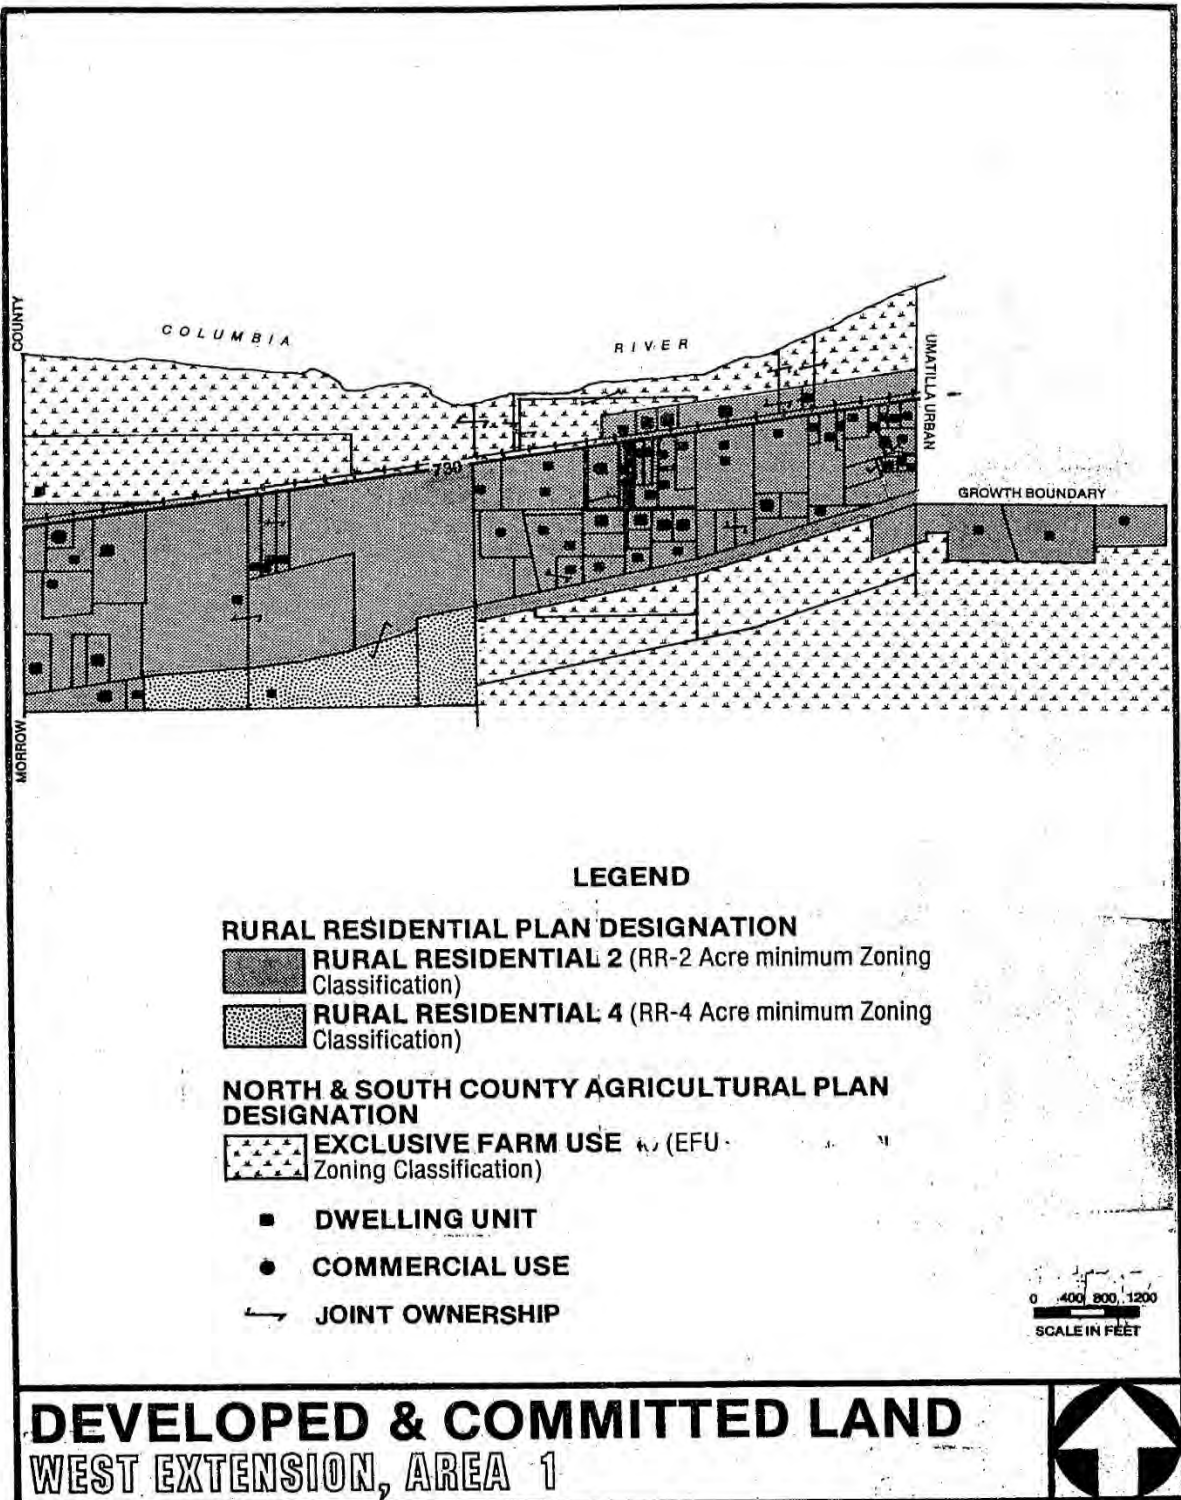 COUNTY
COLUMBIA
RIVER
UMATILLA URBAN
730
GROWTH BOUNDARY
MORROW
LEGEND
RURAL RESIDENTIAL PLAN DESIGNATION
RURAL RESIDENTIAL 2 (RR-2 Acre minimum Zoning
Classification)
RURAL RESIDENTIAL 4 (RR-4 Acre minimum Zoning
Classification)
NORTH & SOUTH COUNTY AGRICULTURAL PLAN
DESIGNATION
EXCLUSIVE FARM USE (EFU
Zoning Classification)
DWELLING UNIT
COMMERCIAL USE
JOINT OWNERSHIP
0 400 800 1200
SCALE IN FEET
DEVELOPED & COMMITTED LAND
WEST EXTENSION, AREA 1